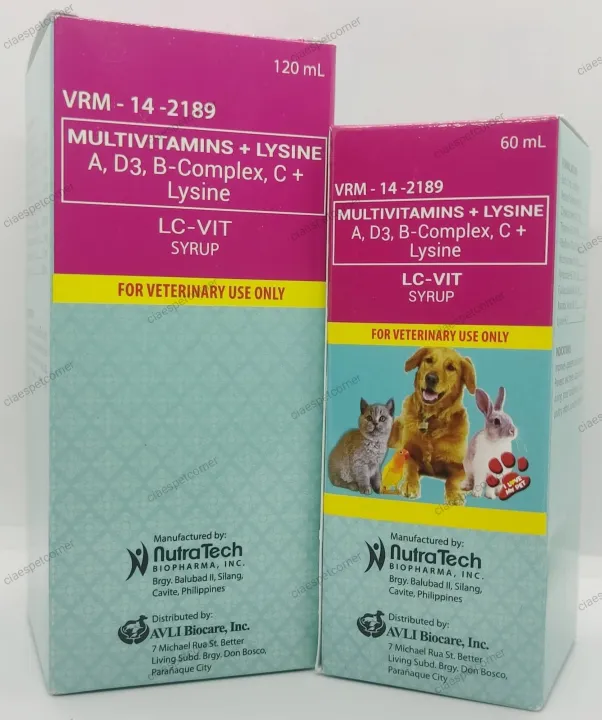 120 mL
VRM - 14 -2189
MULTIVITAMINS + LYSINE
A, D3, B-Complex, C +
Lysine
LC-VIT
SYRUP
FOR VETERINARY USE ONLY
Manufactured by:
NutraTech
BIOPHARMA, INC.
Brgy. Balubad II, Silang,
Cavite, Philippines
Distributed by:
AVLI Biocare, Inc.
7 Michael Rua St. Better
Living Subd. Brgy. Don Bosco,
Parañaque City
60 mL
VRM - 14 -2189
MULTIVITAMINS + LYSINE
A, D3, B-Complex, C +
Lysine
LC-VIT
SYRUP
FOR VETERINARY USE ONLY
I LOVE
MY PET
Manufactured by:
NutraTech
BIOPHARMA, INC.
Brgy. Balubad II, Silang,
Cavite, Philippines
Distributed by:
AVLI Biocare, Inc.
7 Michael Rua St. Better
Living Subd. Brgy. Don Bosco,
Parañaque City
ciaespetcorner